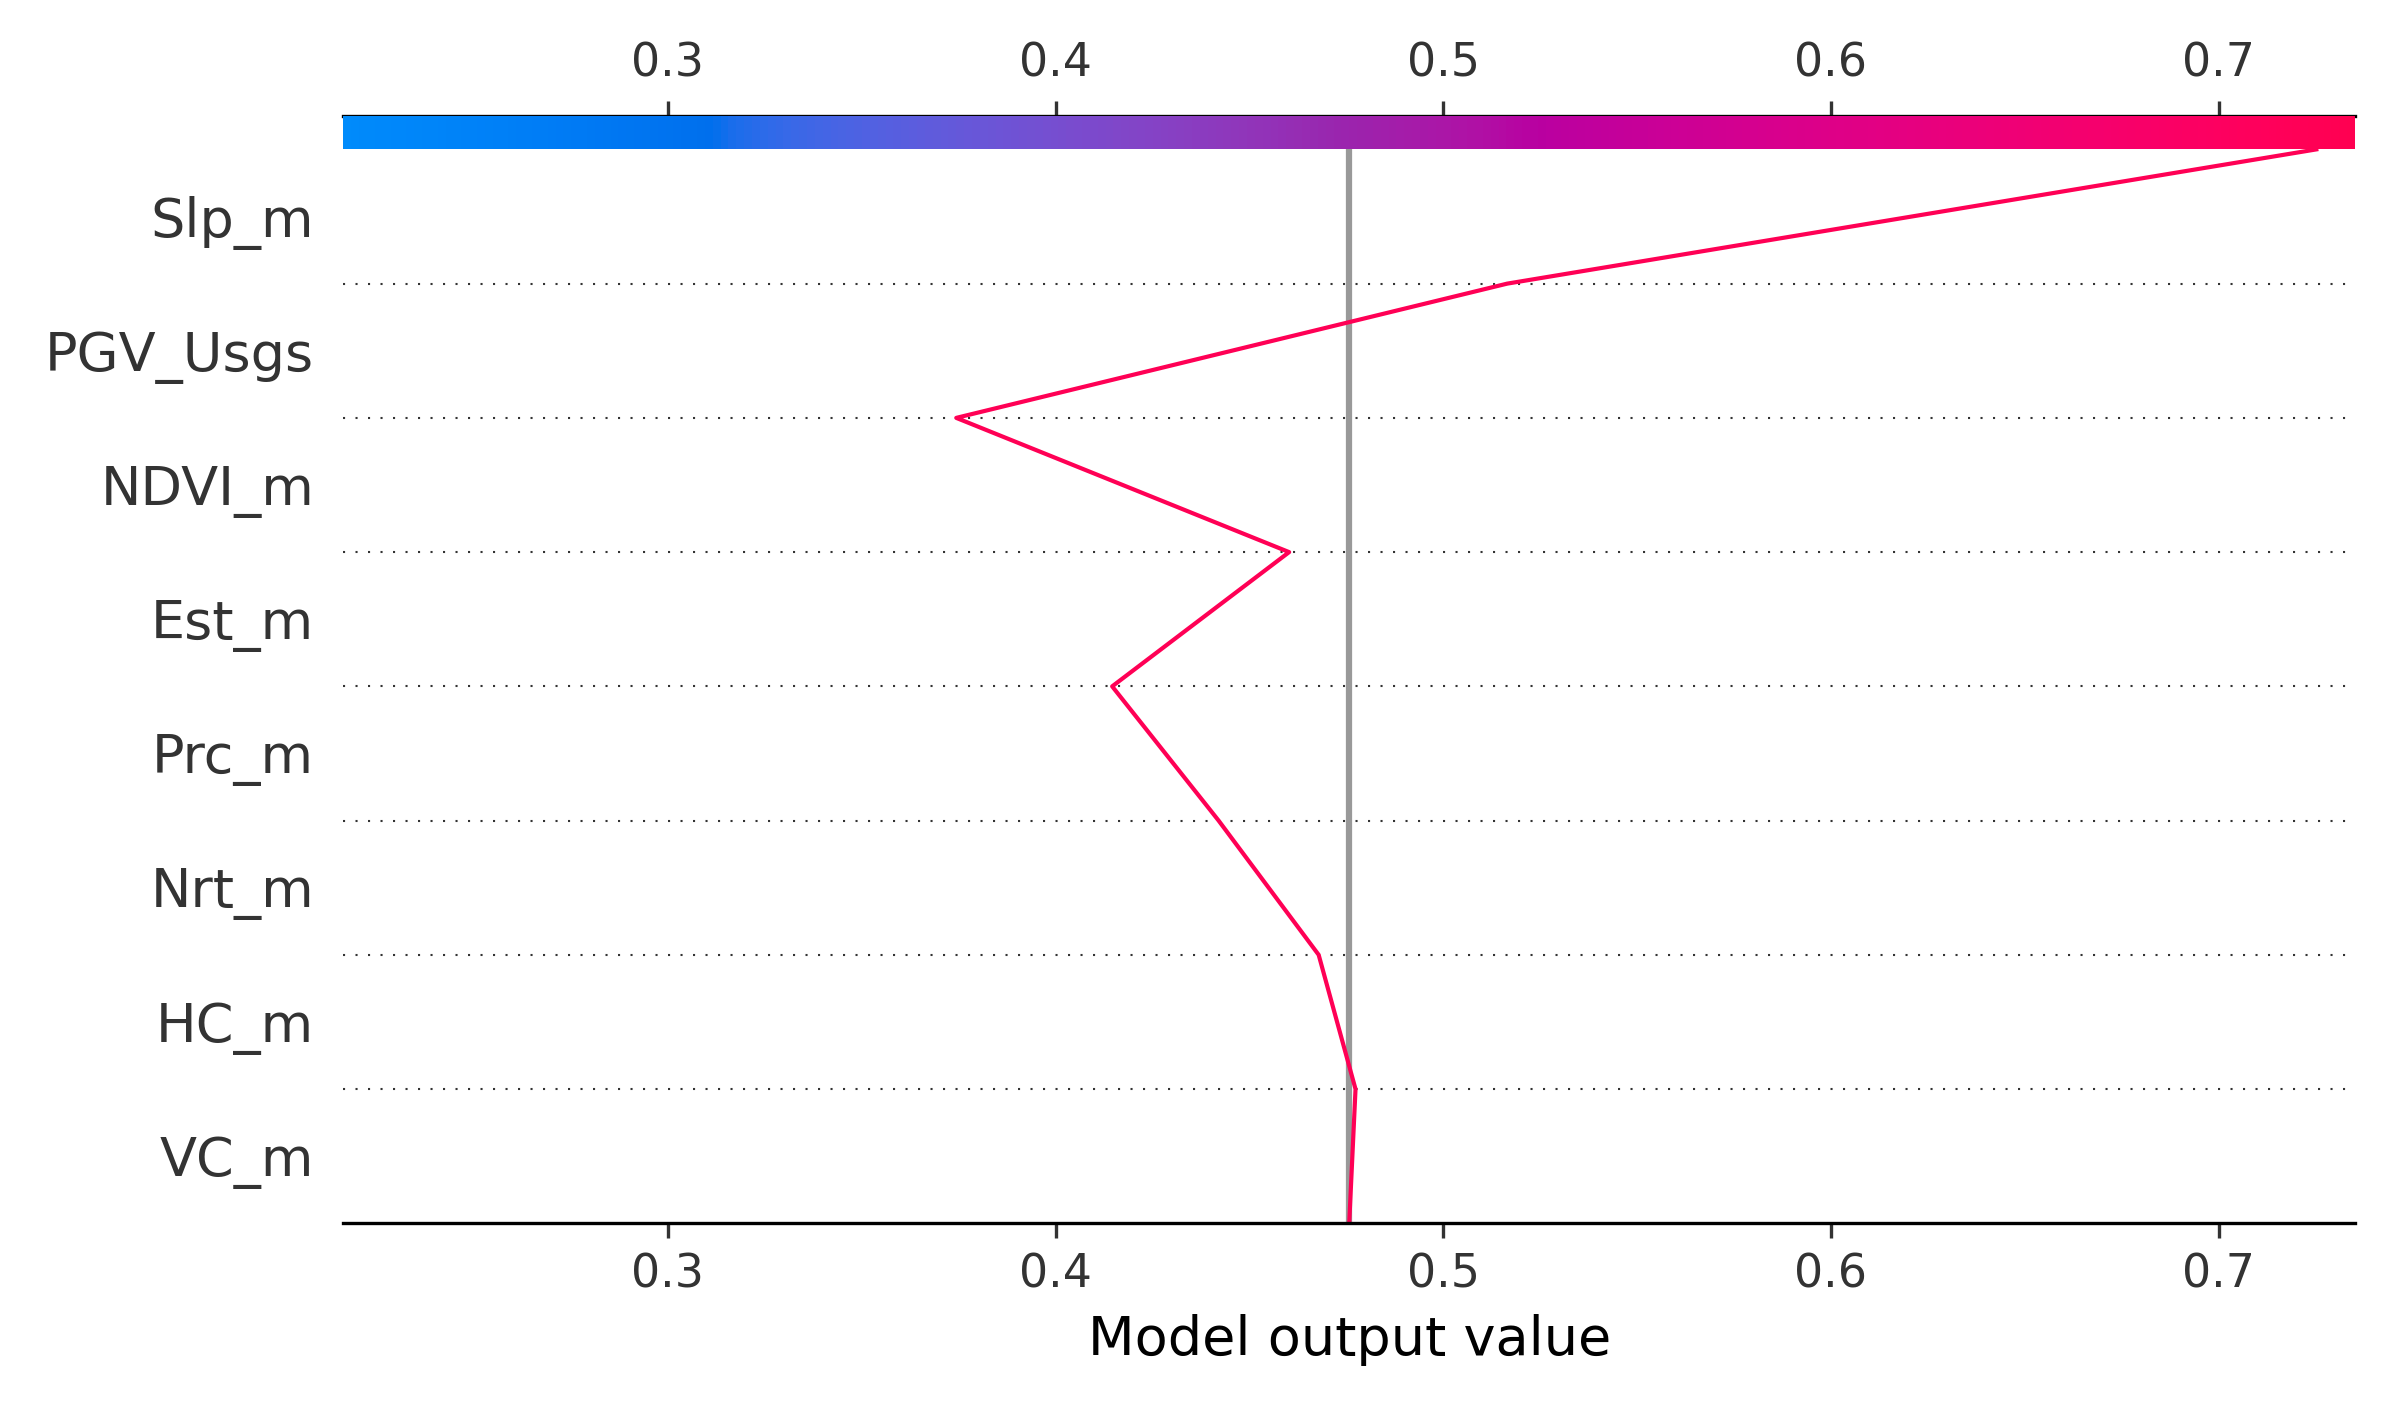 0.3 0.4 0.5 0.6 0.7
Slp_m
PGV_Usgs
NDVI_m
Est_m
Prc_m
Nrt_m
HC_m
VC_m
0.3 0.4 0.5 0.6 0.7
Model output value